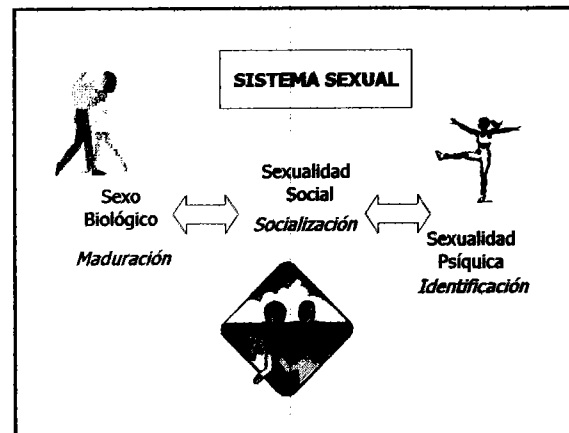 SISTEMA SEXUAL
Sexo
Biológico
Maduración
Sexualidad
Social
Socialización
Sexualidad
Psíquica
Identificación